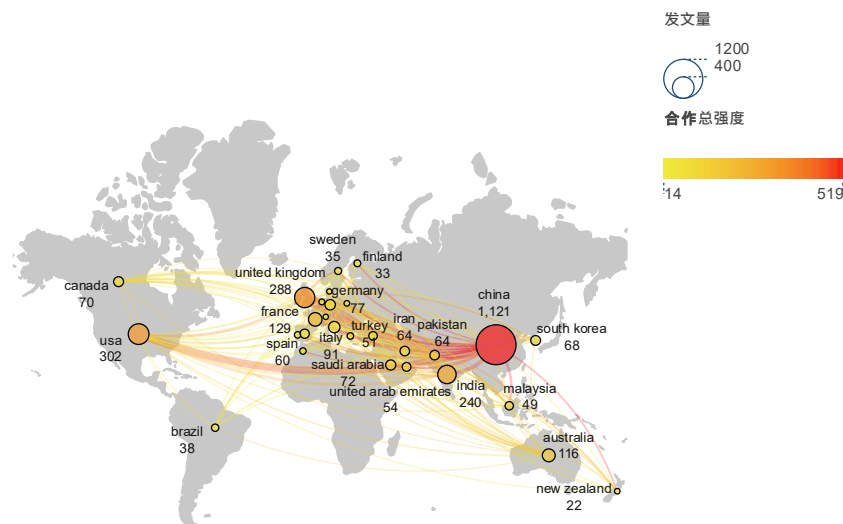 发文量
1200
400
合作总强度
14
519
sweden
35
finland
33
canada
70
united kingdom
288
germany
77
china
1,121
france
129
usa
302
spain
60
italy
91
turkey
51
iran
64
pakistan
64
south korea
68
saudi arabia
72
united arab emirates
54
india
240
malaysia
49
brazil
38
australia
116
new zealand
22